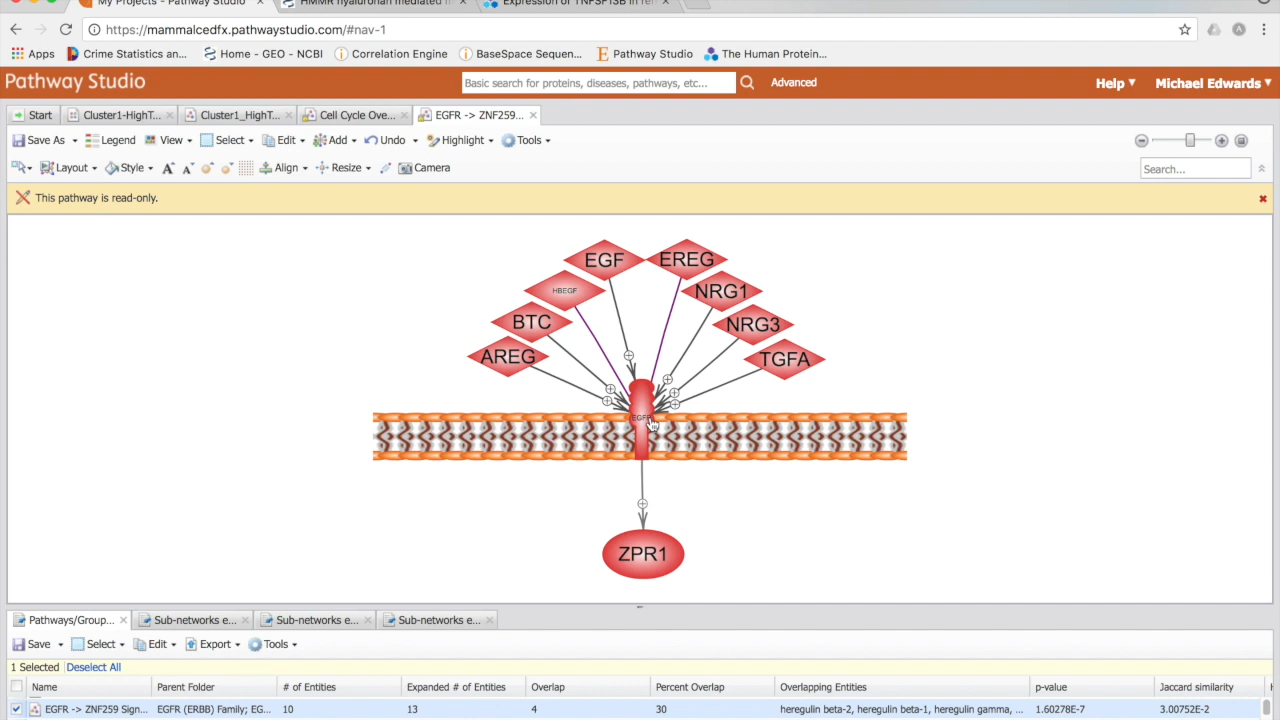 My Projects - Pathway Studio
HMMR hyaluronan mediated m
Expression of TNFSF13B in ren
https://mammalcedfx.pathwaystudio.com/#nav-1
Apps Crime Statistics an... Home - GEO - NCBI Correlation Engine BaseSpace Sequen... Pathway Studio The Human Protein...
Pathway Studio
Basic search for proteins, diseases, pathways, etc...
Advanced
Help
Michael Edwards
Start Cluster1-HighT... Cluster1_HighT... Cell Cycle Ove... EGFR -> ZNF259...
Save As Legend View Select Edit Add Undo Highlight Tools
Layout Style A A Align Resize Camera
Search...
This pathway is read-only.
EGF EREG
HBEGF NRG1
BTC NRG3
AREG TGFA
EGFR
ZPR1
Pathways/Group... Sub-networks e... Sub-networks e... Sub-networks e...
Save Select Edit Export Tools
1 Selected Deselect All
Name Parent Folder # of Entities Expanded # of Entities Overlap Percent Overlap Overlapping Entities p-value Jaccard similarity
EGFR -> ZNF259 Sign... EGFR (ERBB) Family; EG... 10 13 4 30 heregulin beta-2, heregulin beta-1, heregulin gamma, ... 1.60278E-7 3.00752E-2